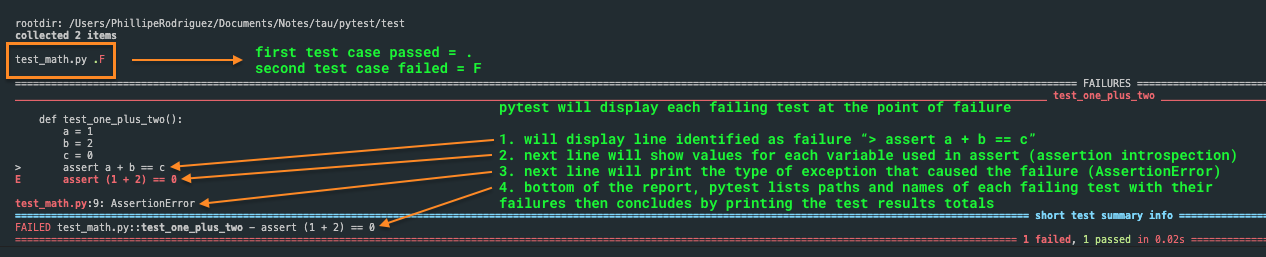 rootdir: /Users/PhillipeRodriguez/Documents/Notes/tau/pytest/test
collected 2 items
test_math.py .F
first test case passed = .
second test case failed = F
FAILURES
test_one_plus_two
pytest will display each failing test at the point of failure
def test_one_plus_two():
a = 1
b = 2
c = 0
> assert a + b == c
E assert (1 + 2) == 0
1. will display line identified as failure “> assert a + b == c”
2. next line will show values for each variable used in assert (assertion introspection)
3. next line will print the type of exception that caused the failure (AssertionError)
4. bottom of the report, pytest lists paths and names of each failing test with their
failures then concludes by printing the test results totals
test_math.py:9: AssertionError
short test summary info
FAILED test_math.py::test_one_plus_two - assert (1 + 2) == 0
1 failed, 1 passed in 0.02s